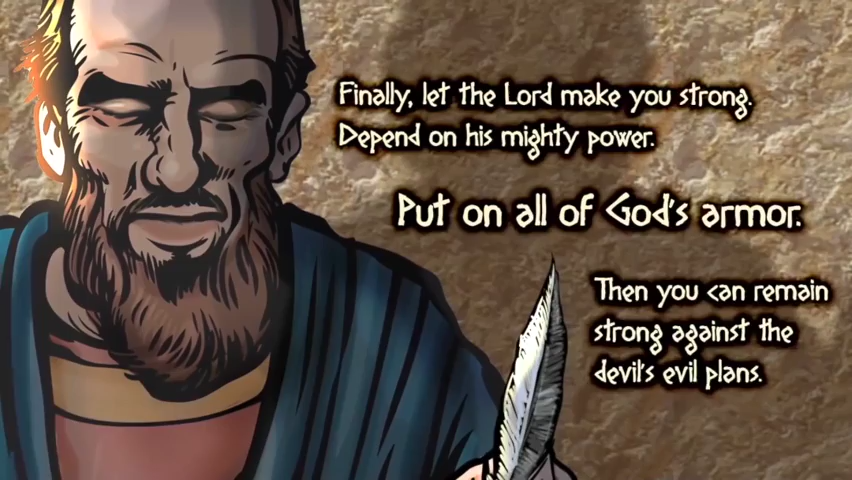 Finally, let the Lord make you strong.
Depend on his mighty power.
Put on all of God's armor.
Then you can remain
strong against the
devil's evil plans.